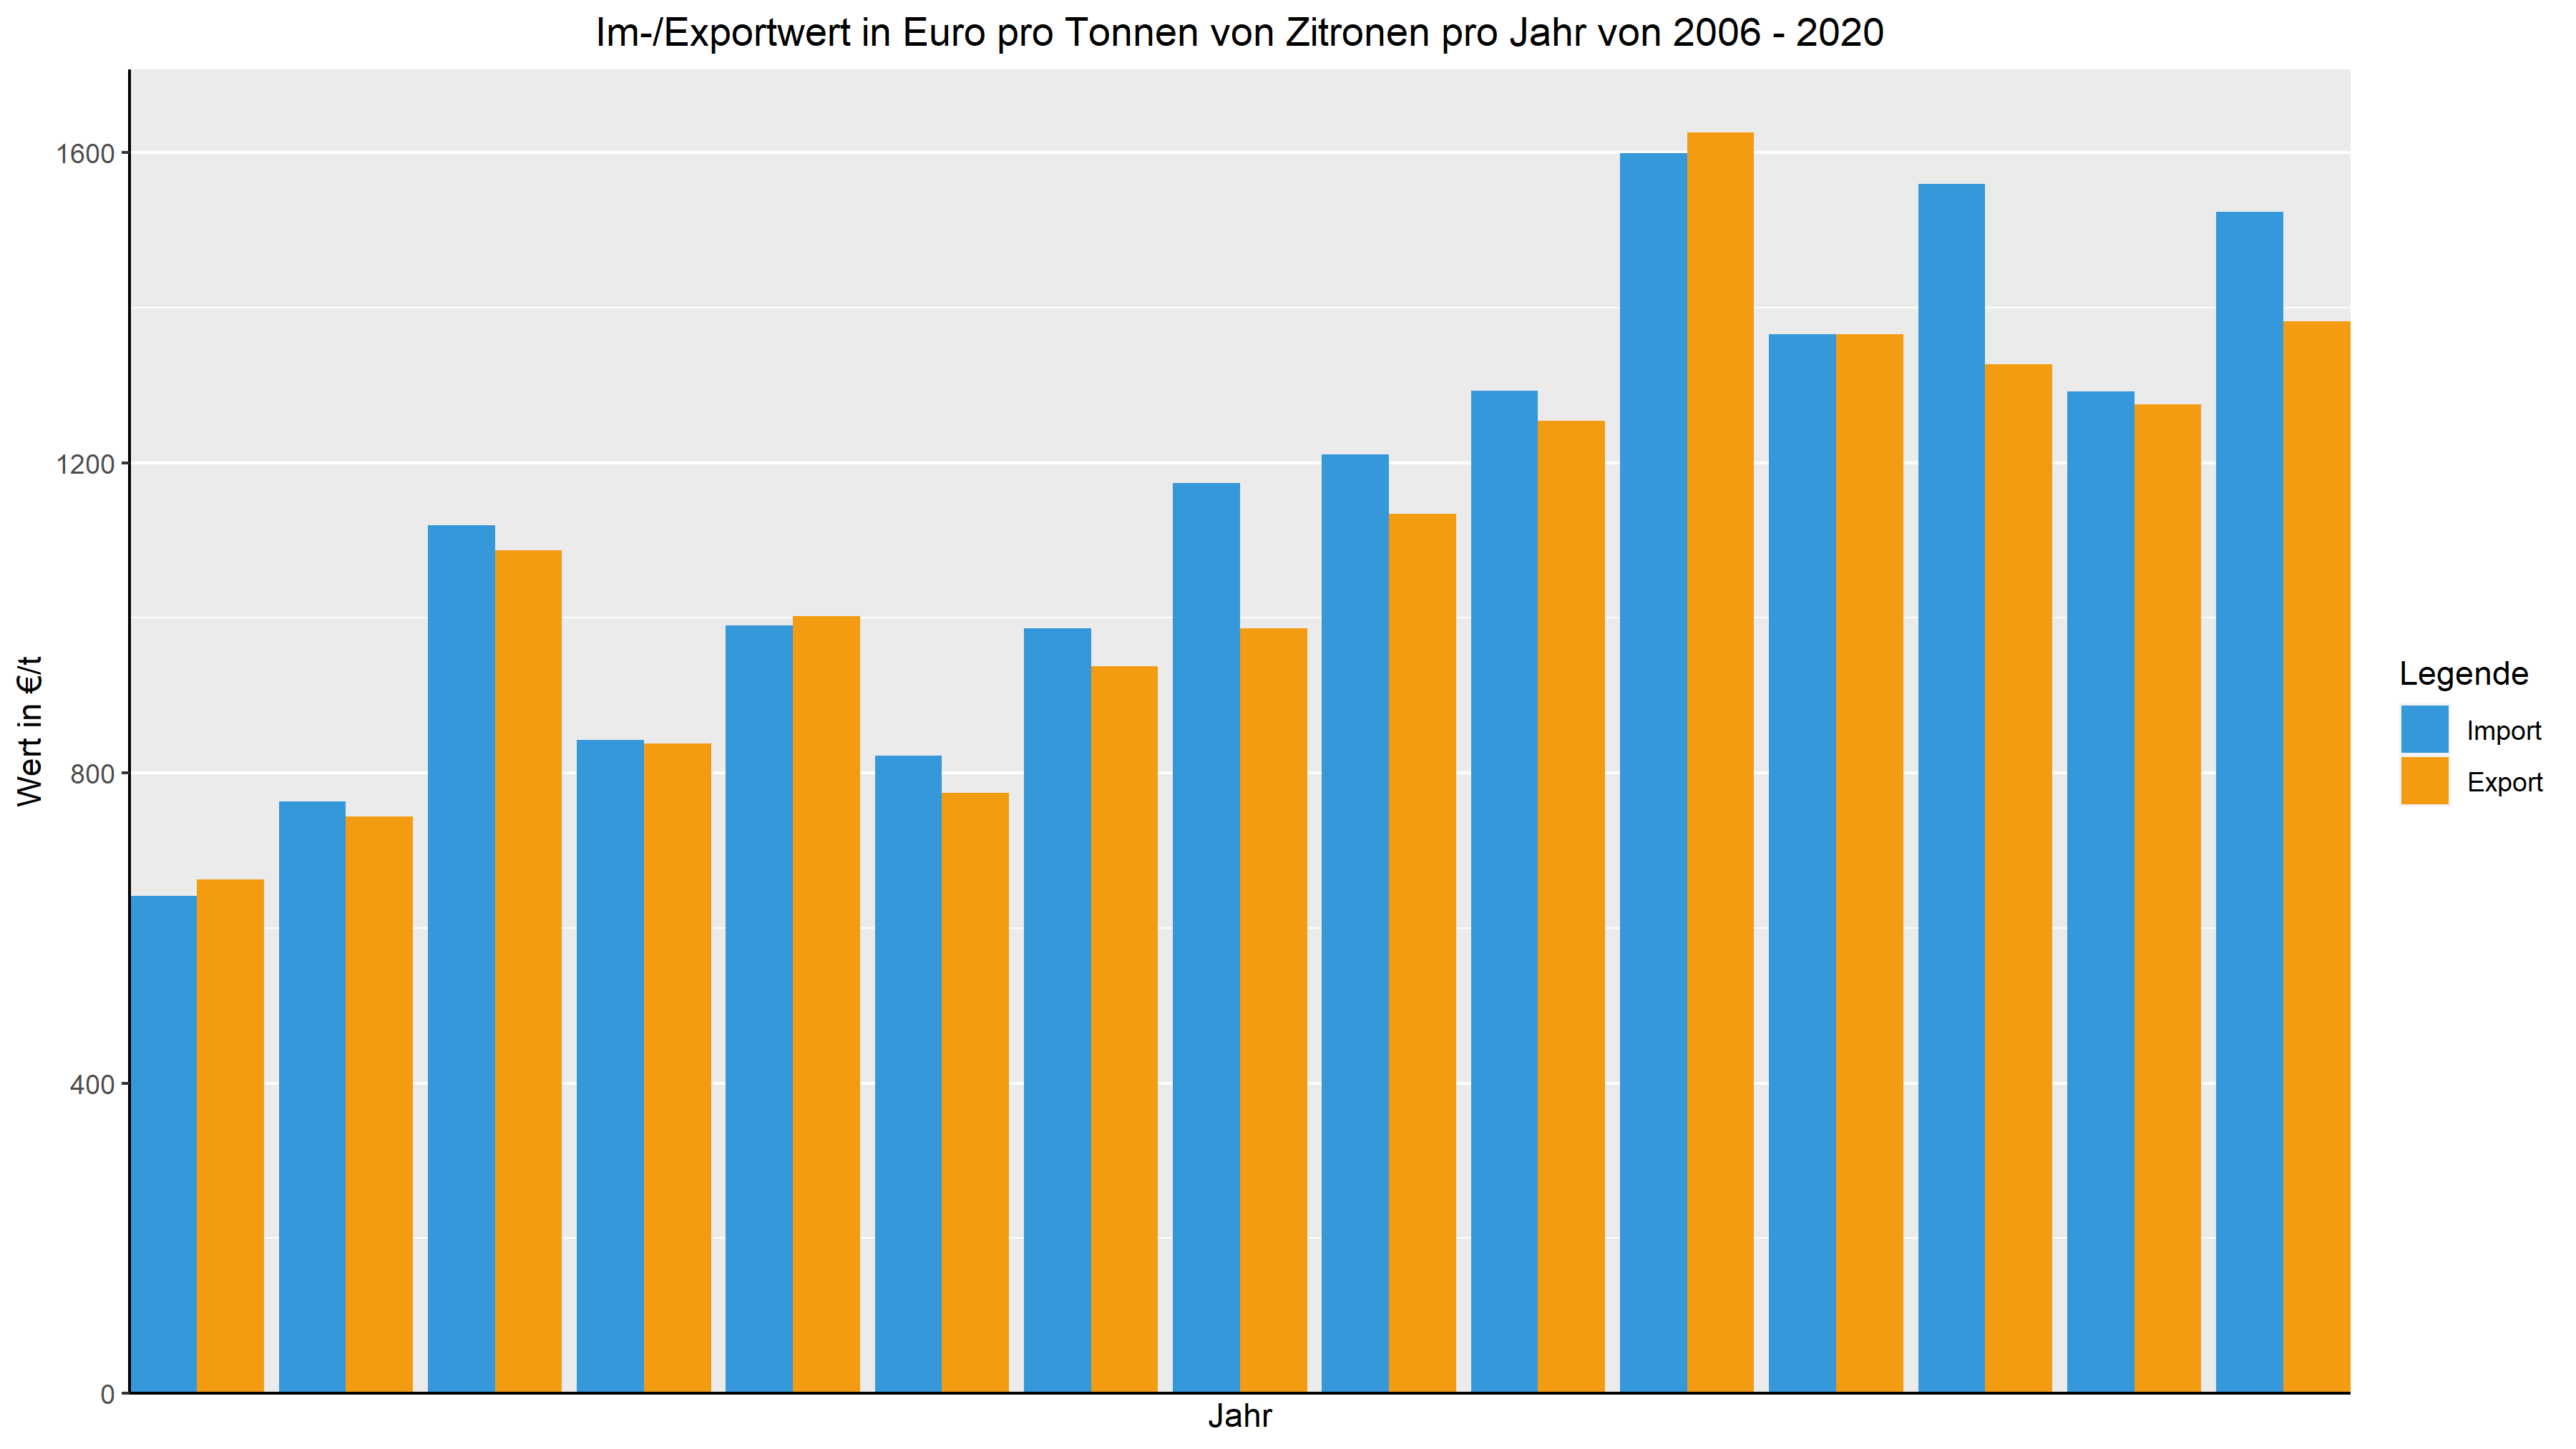 Im-/Exportwert in Euro pro Tonnen von Zitronen pro Jahr von 2006 - 2020
1600
1200
800
400
0
Wert in €/t
Jahr
Legende
Import
Export